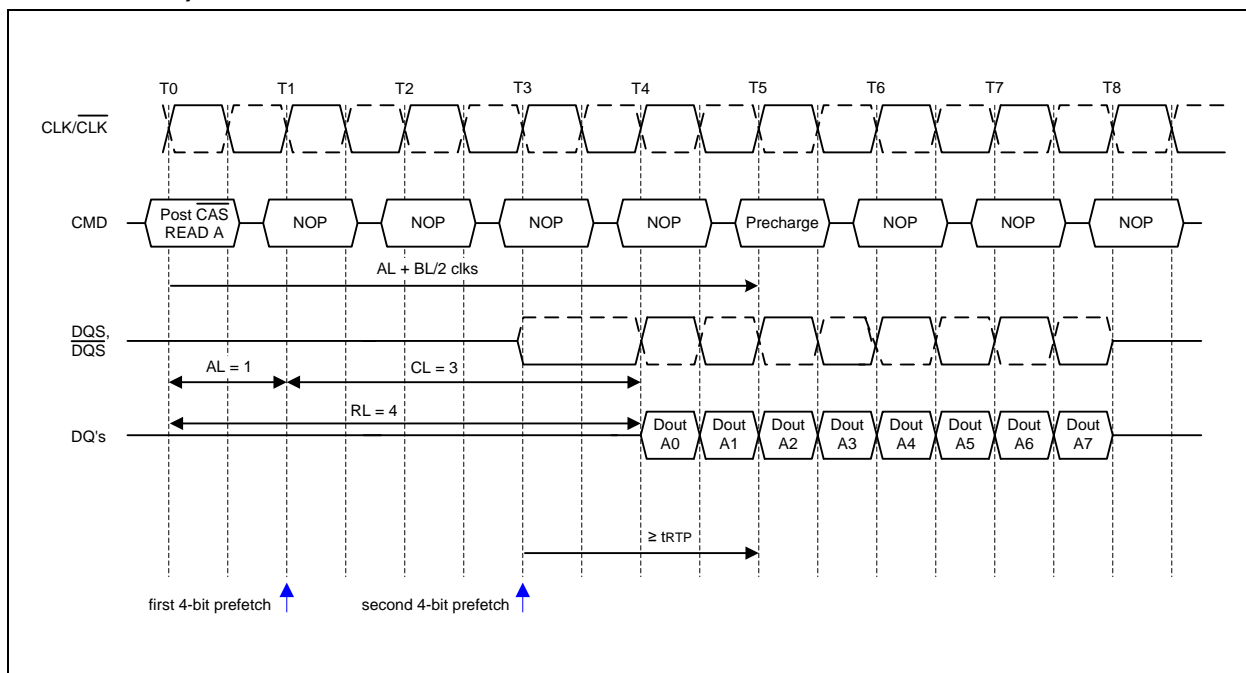 T0 T1 T2 T3 T4 T5 T6 T7 T8
CLK/CLK
CMD
Post CAS
READ A
NOP NOP NOP NOP Precharge NOP NOP NOP
AL + BL/2 clks
DQS,
DQS
AL = 1
CL = 3
RL = 4
DQ's
Dout Dout Dout Dout Dout Dout Dout Dout
A0 A1 A2 A3 A4 A5 A6 A7
≥ tRTP
first 4-bit prefetch
second 4-bit prefetch